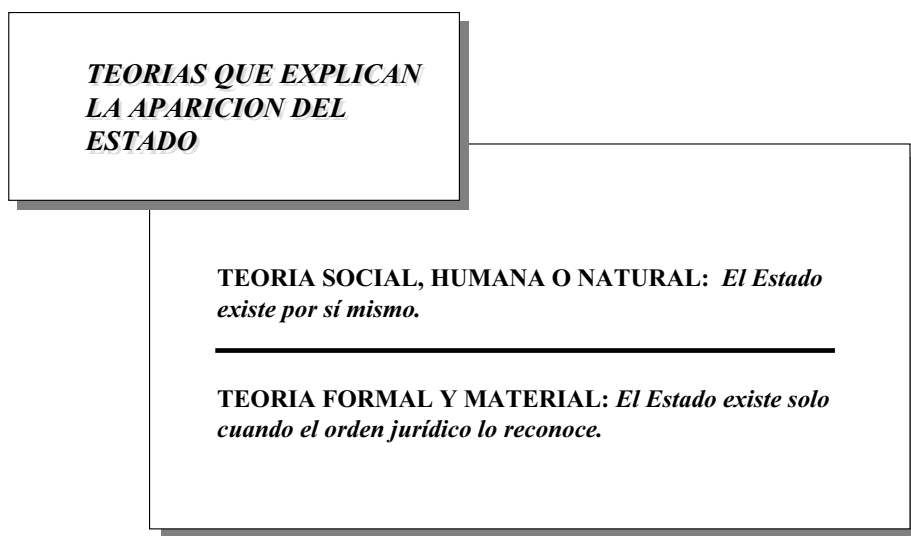 TEORIAS QUE EXPLICAN
LA APARICION DEL
ESTADO
TEORIA SOCIAL, HUMANA O NATURAL: El Estado
existe por sí mismo.
TEORIA FORMAL Y MATERIAL: El Estado existe solo
cuando el orden jurídico lo reconoce.